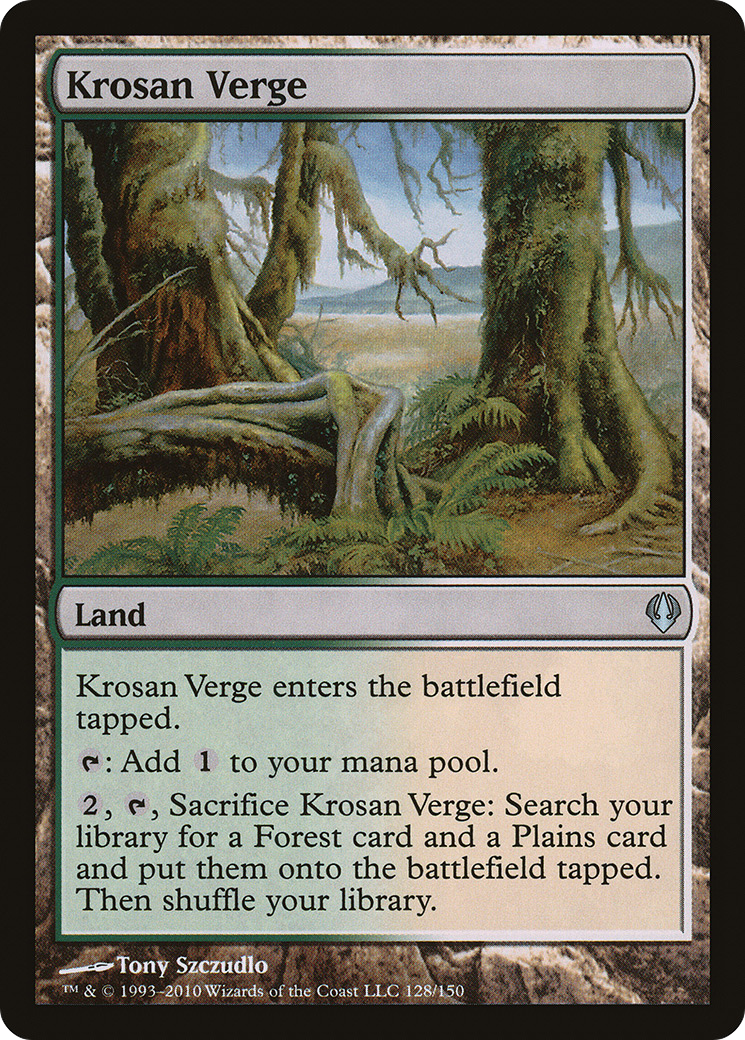 Krosan Verge
Land
Krosan Verge enters the battlefield
tapped.
: Add 1 to your mana pool.
2, , Sacrifice Krosan Verge: Search your
library for a Forest card and a Plains card
and put them onto the battlefield tapped.
Then shuffle your library.
Tony Szczudlo
™ & © 1993–2010 Wizards of the Coast LLC 128/150